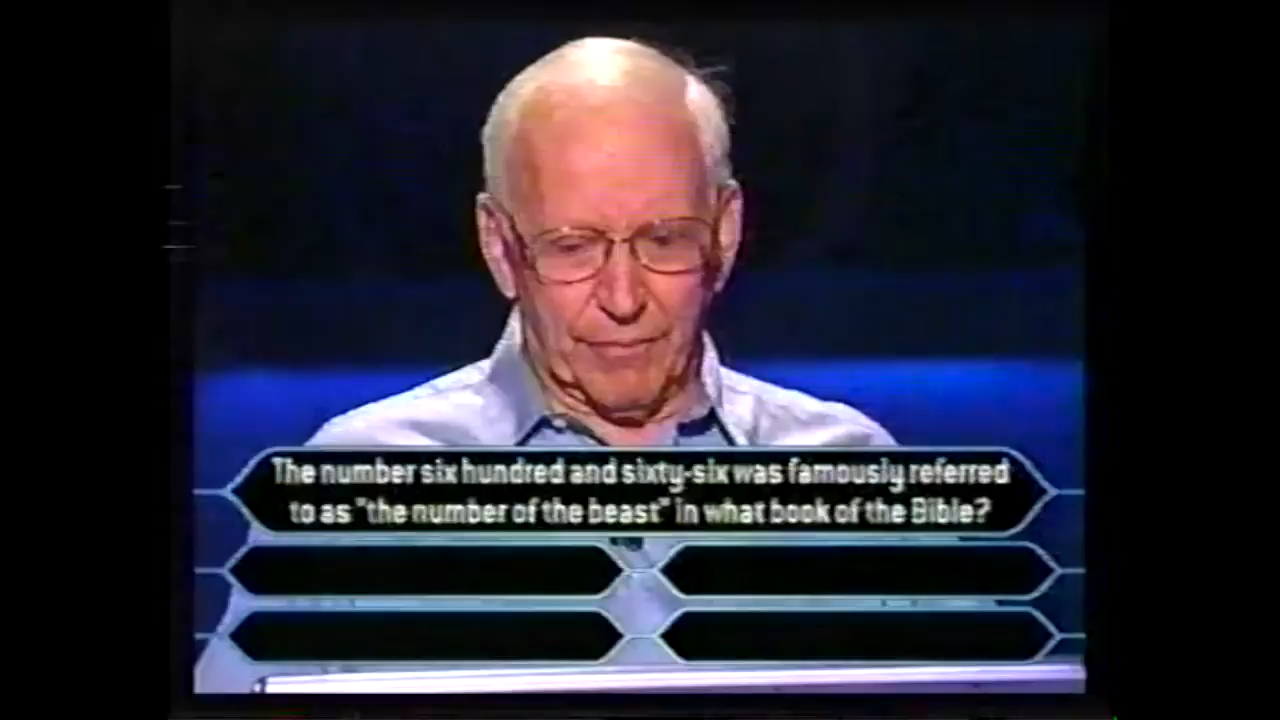 The number six hundred and sixty-six was famously referred
to as "the number of the beast" in what book of the Bible?